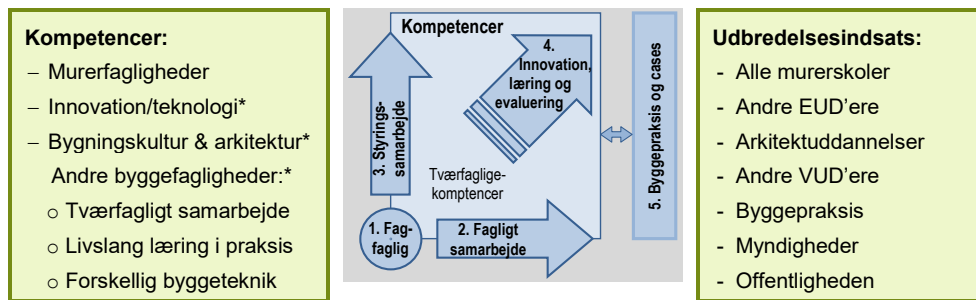 Kompetencer:
– Murerfagligheder
– Innovation/teknologi*
– Bygningskultur & arkitektur*
Andre byggefagligheder:*
o Tværfagligt samarbejde
o Livslang læring i praksis
o Forskellig byggeteknik
Kompetencer
4.
Innovation,
læring og
evaluering
3. Styrings-
samarbejde
Tværfaglige-
komptencer
1. Fag-
faglig
2. Fagligt
samarbejde
5. Byggepraksis og cases
Udbredelsesindsats:
- Alle murerskoler
- Andre EUD’ere
- Arkitektuddannelser
- Andre VUD’ere
- Byggepraksis
- Myndigheder
- Offentligheden